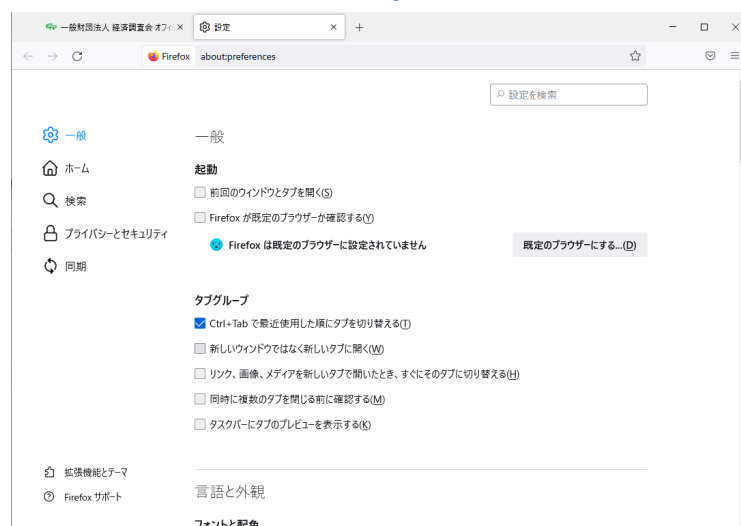 一般財団法人 経済調査会 オフィ
設定
Firefox
about:preferences
設定を検索
一般
ホーム
検索
プライバシーとセキュリティ
同期
拡張機能とテーマ
Firefox サポート
一般
起動
前回のウィンドウとタブを開く(S)
Firefox が既定のブラウザーか確認する(Y)
Firefox は既定のブラウザーに設定されていません
既定のブラウザーにする...(D)
タブグループ
Ctrl+Tab で最近使用した順にタブを切り替える(T)
新しいウィンドウではなく新しいタブに開く(W)
リンク、画像、メディアを新しいタブで開いたとき、すぐにそのタブに切り替える(H)
同時に複数のタブを閉じる前に確認する(M)
タスクバーにタブのプレビューを表示する(K)
言語と外観
フォントと配色